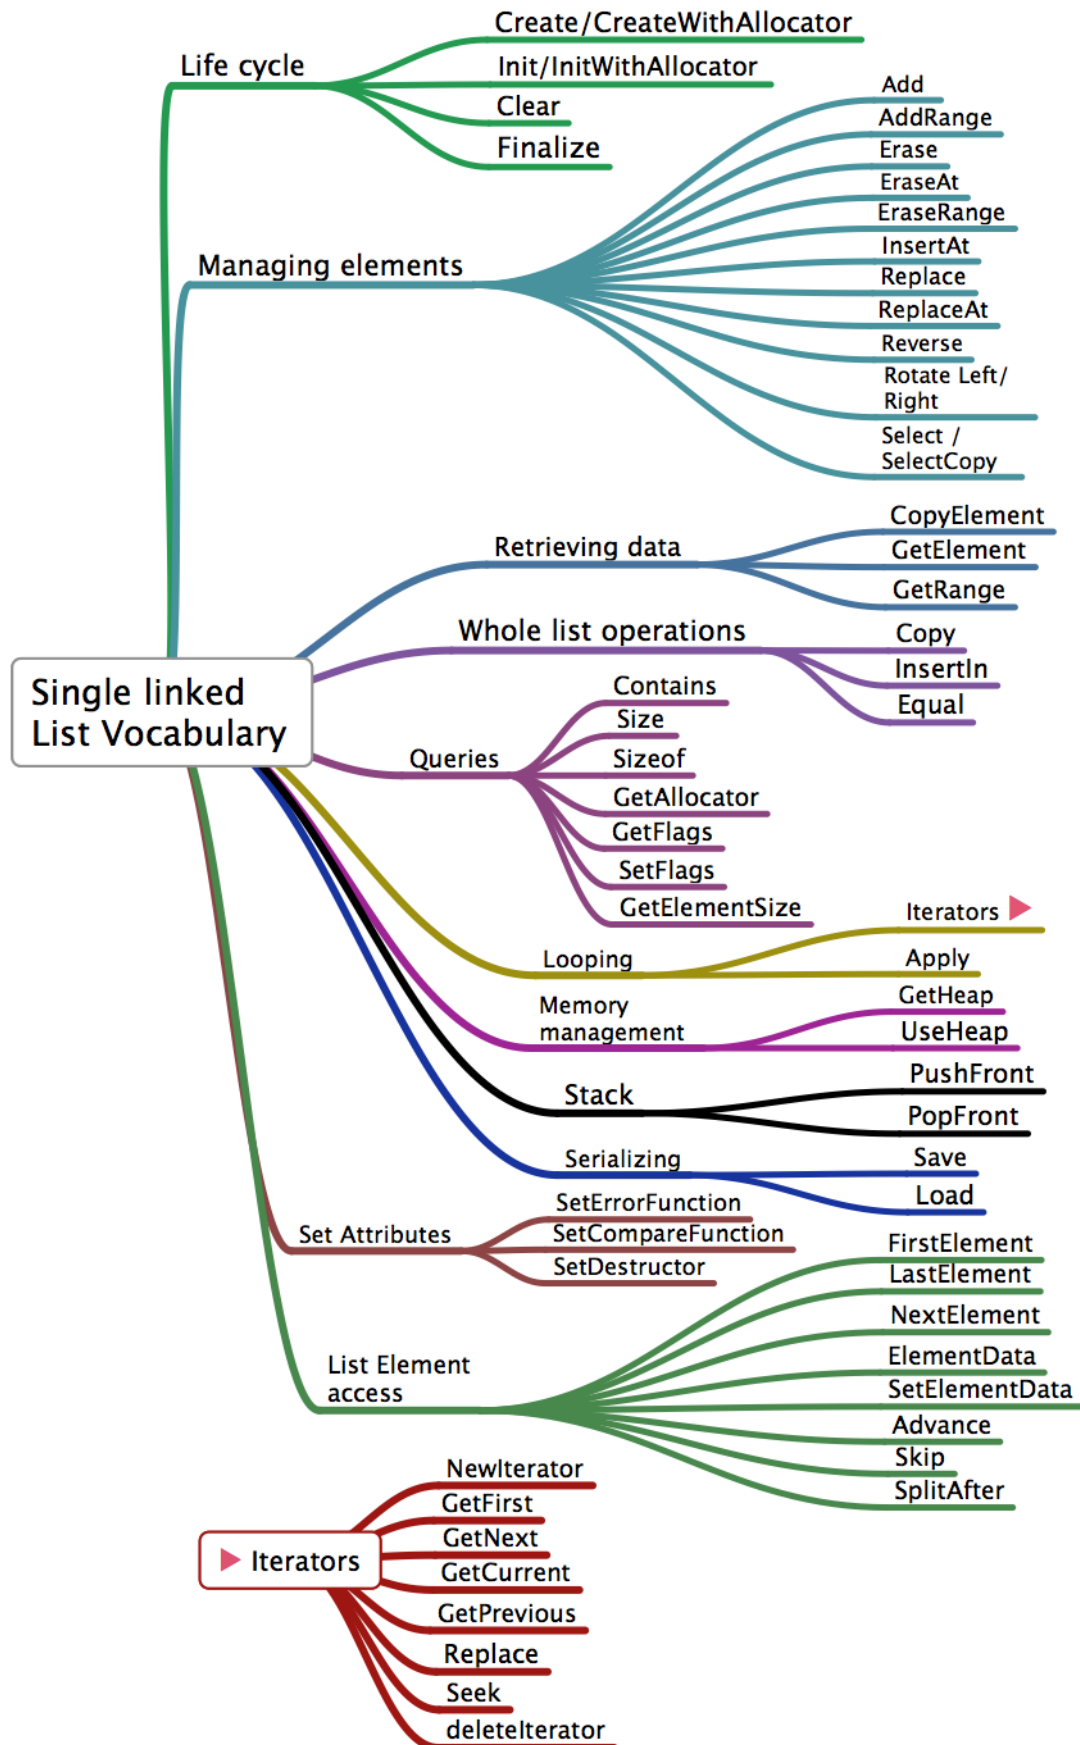 Life cycle
Create/CreateWithAllocator
Init/InitWithAllocator
Clear
Finalize
Managing elements
Add
AddRange
Erase
EraseAt
EraseRange
InsertAt
Replace
ReplaceAt
Reverse
Rotate Left/
Right
Select /
SelectCopy
Retrieving data
CopyElement
GetElement
GetRange
Whole list operations
Copy
InsertIn
Equal
Single linked
List Vocabulary
Queries
Contains
Size
Sizeof
GetAllocator
GetFlags
SetFlags
GetElementSize
Looping
Iterators
Apply
Memory
management
GetHeap
UseHeap
Stack
PushFront
PopFront
Serializing
Save
Load
Set Attributes
SetErrorFunction
SetCompareFunction
SetDestructor
List Element
access
FirstElement
LastElement
NextElement
ElementData
SetElementData
Advance
Skip
SplitAfter
Iterators
NewIterator
GetFirst
GetNext
GetCurrent
GetPrevious
Replace
Seek
deleteIterator